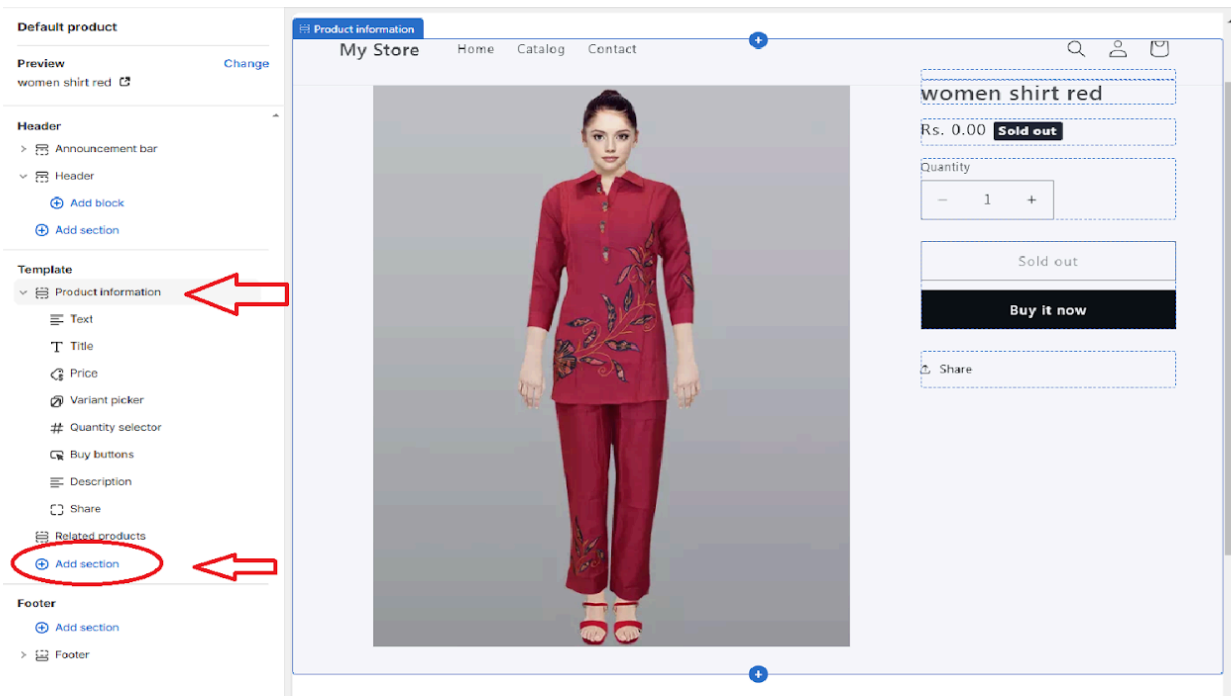 Default product
Preview
Change
women shirt red
Header
Announcement bar
Header
Add block
Add section
Template
Product information
Text
Title
Price
Variant picker
Quantity selector
Buy buttons
Description
Share
Related products
Add section
Footer
Add section
Footer
Product information
My Store Home Catalog Contact
women shirt red
Rs. 0.00 Sold out
Quantity
− 1 +
Sold out
Buy it now
Share